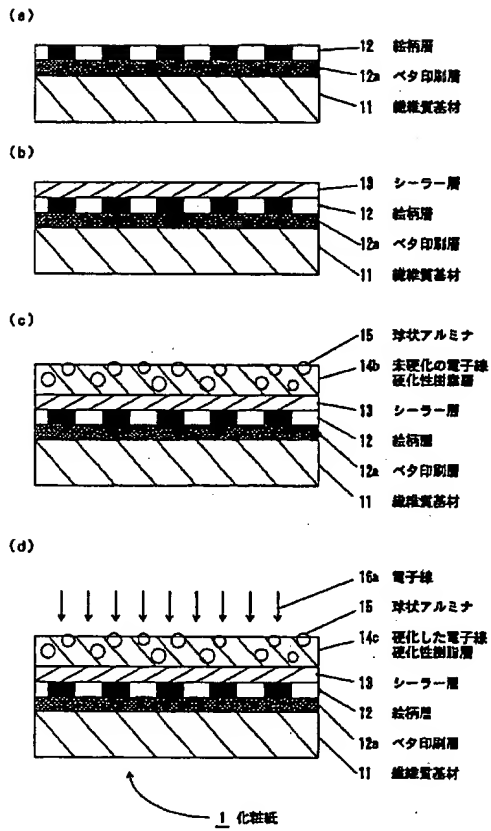 (a)
12 絵柄層
12a ベタ印刷層
11 繊維質基材
(b)
13 シーラー層
12 絵柄層
12a ベタ印刷層
11 繊維質基材
(c)
15 球状アルミナ
14b 未硬化の電子線
硬化性樹脂層
13 シーラー層
12 絵柄層
12a ベタ印刷層
11 繊維質基材
(d)
16a 電子線
15 球状アルミナ
14c 硬化した電子線
硬化性樹脂層
13 シーラー層
12 絵柄層
12a ベタ印刷層
11 繊維質基材
1 化粧紙